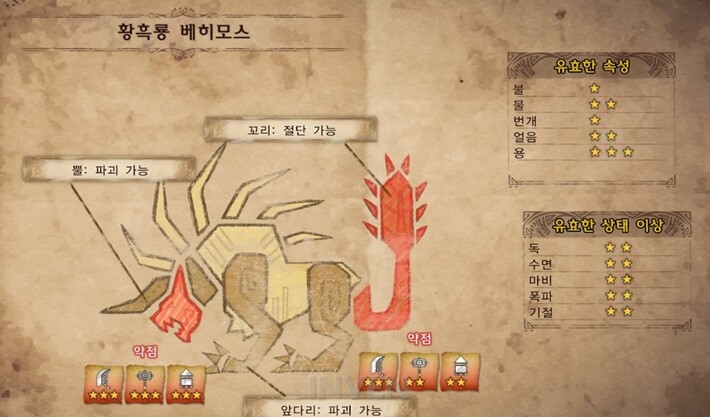 황흑룡 베히모스
유효한 속성
불
물
번개
얼음
용
꼬리: 절단 가능
뿔: 파괴 가능
유효한 상태 이상
독
수면
마비
폭파
기절
약점
약점
앞다리: 파괴 가능